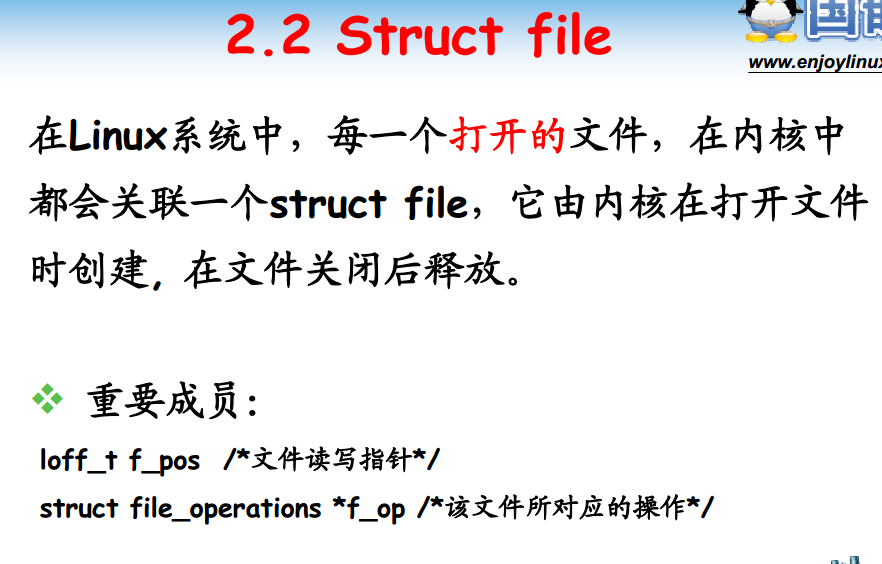 2.2 Struct file
www.enjoylinux
在Linux系统中，每一个打开的文件，在内核中
都会关联一个struct file，它由内核在打开文件
时创建, 在文件关闭后释放。
重要成员：
loff_t f_pos /*文件读写指针*/
struct file_operations *f_op /*该文件所对应的操作*/